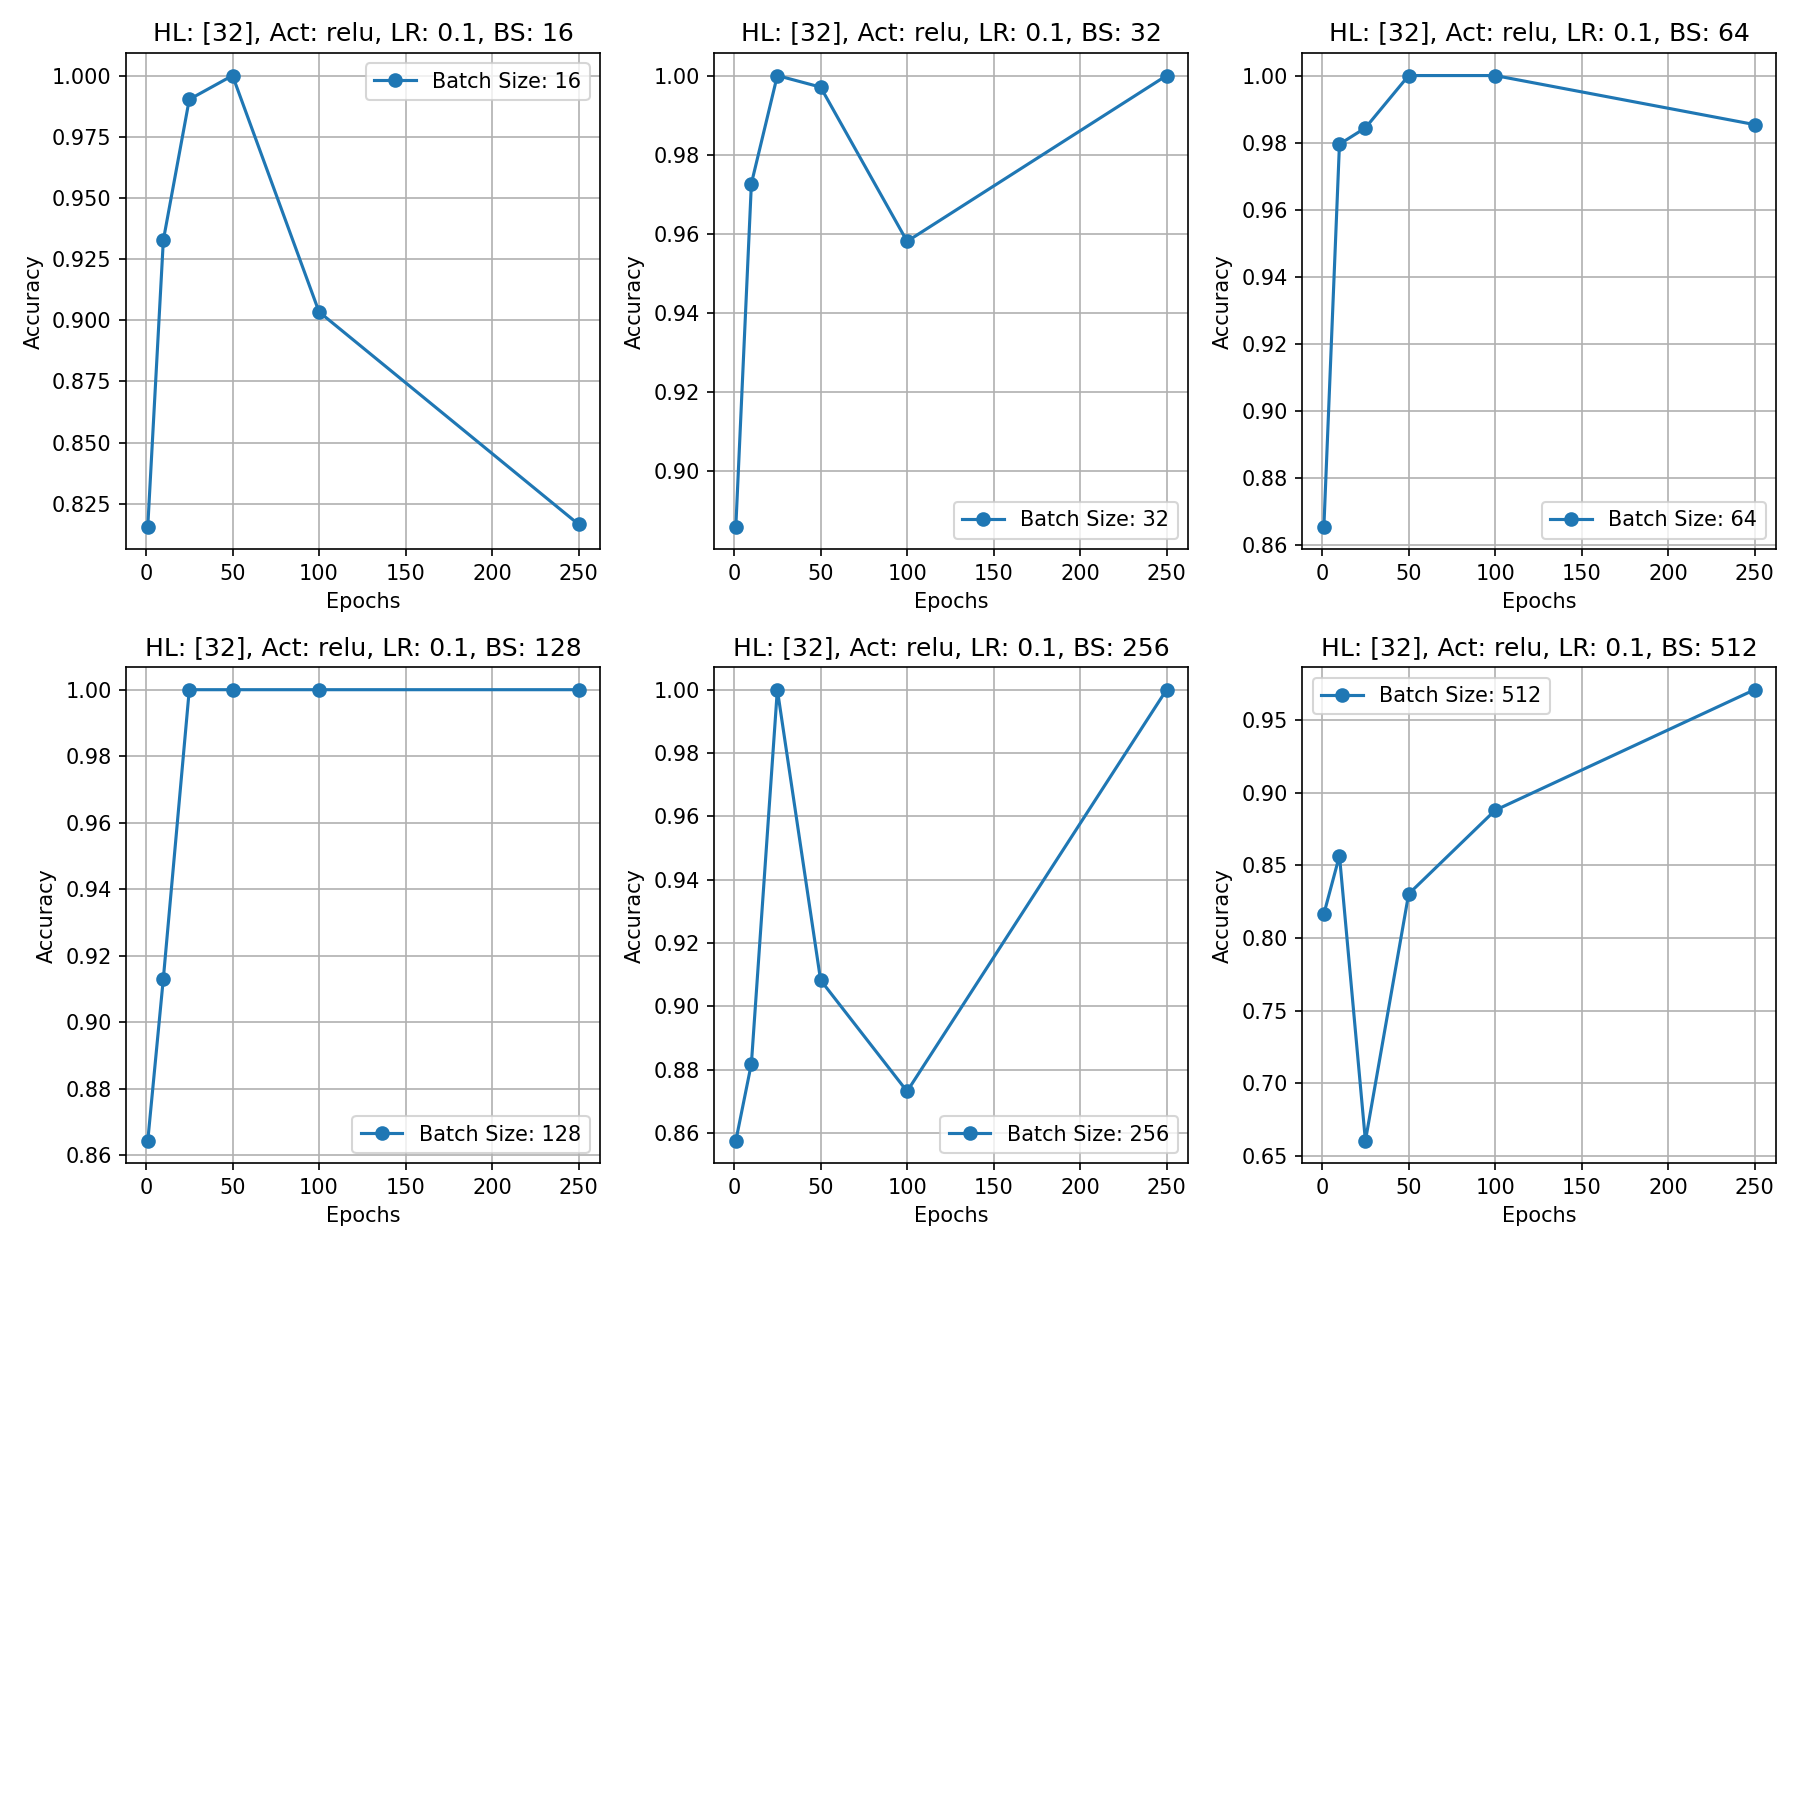 HL: [32], Act: relu, LR: 0.1, BS: 16
Batch Size: 16
1.000
0.975
0.950
0.925
0.900
0.875
0.850
0.825
Accuracy
0 50 100 150 200 250
Epochs
HL: [32], Act: relu, LR: 0.1, BS: 32
1.00
0.98
0.96
0.94
0.92
0.90
Accuracy
Batch Size: 32
0 50 100 150 200 250
Epochs
HL: [32], Act: relu, LR: 0.1, BS: 64
1.00
0.98
0.96
0.94
0.92
0.90
0.88
0.86
Accuracy
Batch Size: 64
0 50 100 150 200 250
Epochs
HL: [32], Act: relu, LR: 0.1, BS: 128
1.00
0.98
0.96
0.94
0.92
0.90
0.88
0.86
Accuracy
Batch Size: 128
0 50 100 150 200 250
Epochs
HL: [32], Act: relu, LR: 0.1, BS: 256
1.00
0.98
0.96
0.94
0.92
0.90
0.88
0.86
Accuracy
Batch Size: 256
0 50 100 150 200 250
Epochs
HL: [32], Act: relu, LR: 0.1, BS: 512
Batch Size: 512
0.95
0.90
0.85
0.80
0.75
0.70
0.65
Accuracy
0 50 100 150 200 250
Epochs